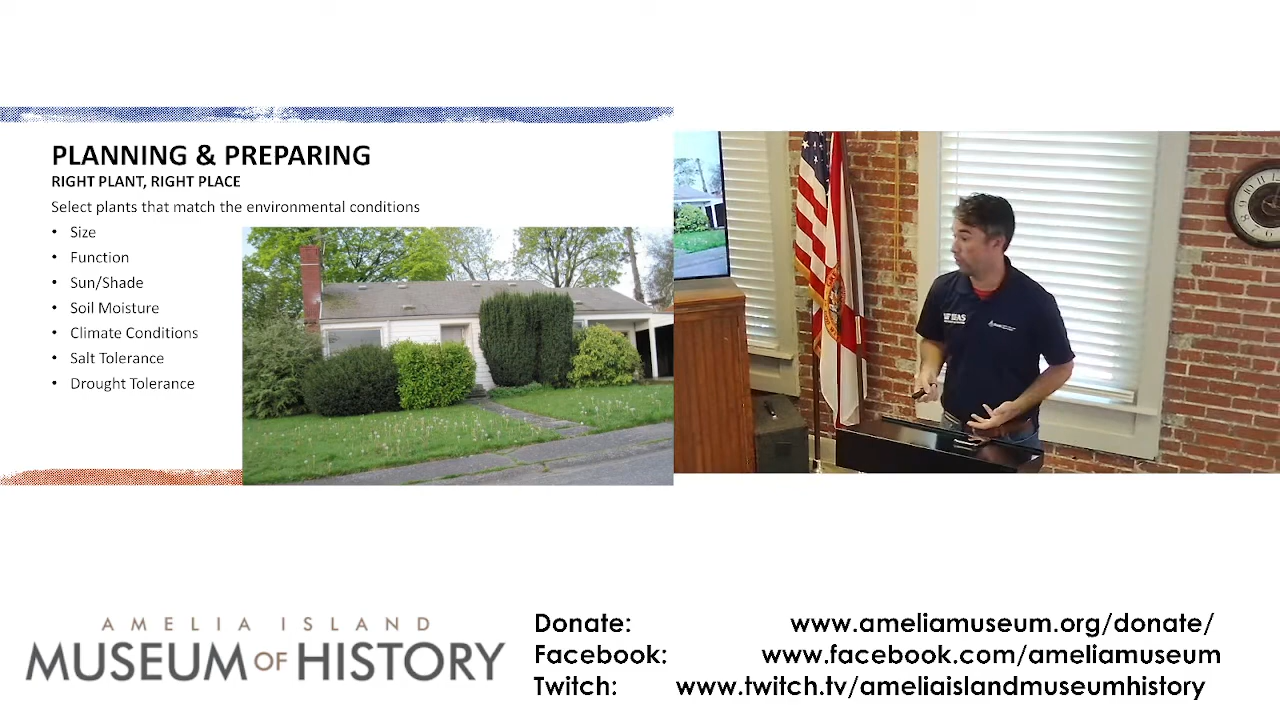 PLANNING & PREPARING
RIGHT PLANT, RIGHT PLACE
Select plants that match the environmental conditions
• Size
• Function
• Sun/Shade
• Soil Moisture
• Climate Conditions
• Salt Tolerance
• Drought Tolerance
AMELIA ISLAND
MUSEUM OF HISTORY
Donate: www.ameliamuseum.org/donate/
Facebook: www.facebook.com/ameliamuseum
Twitch: www.twitch.tv/ameliaislandmuseumhistory